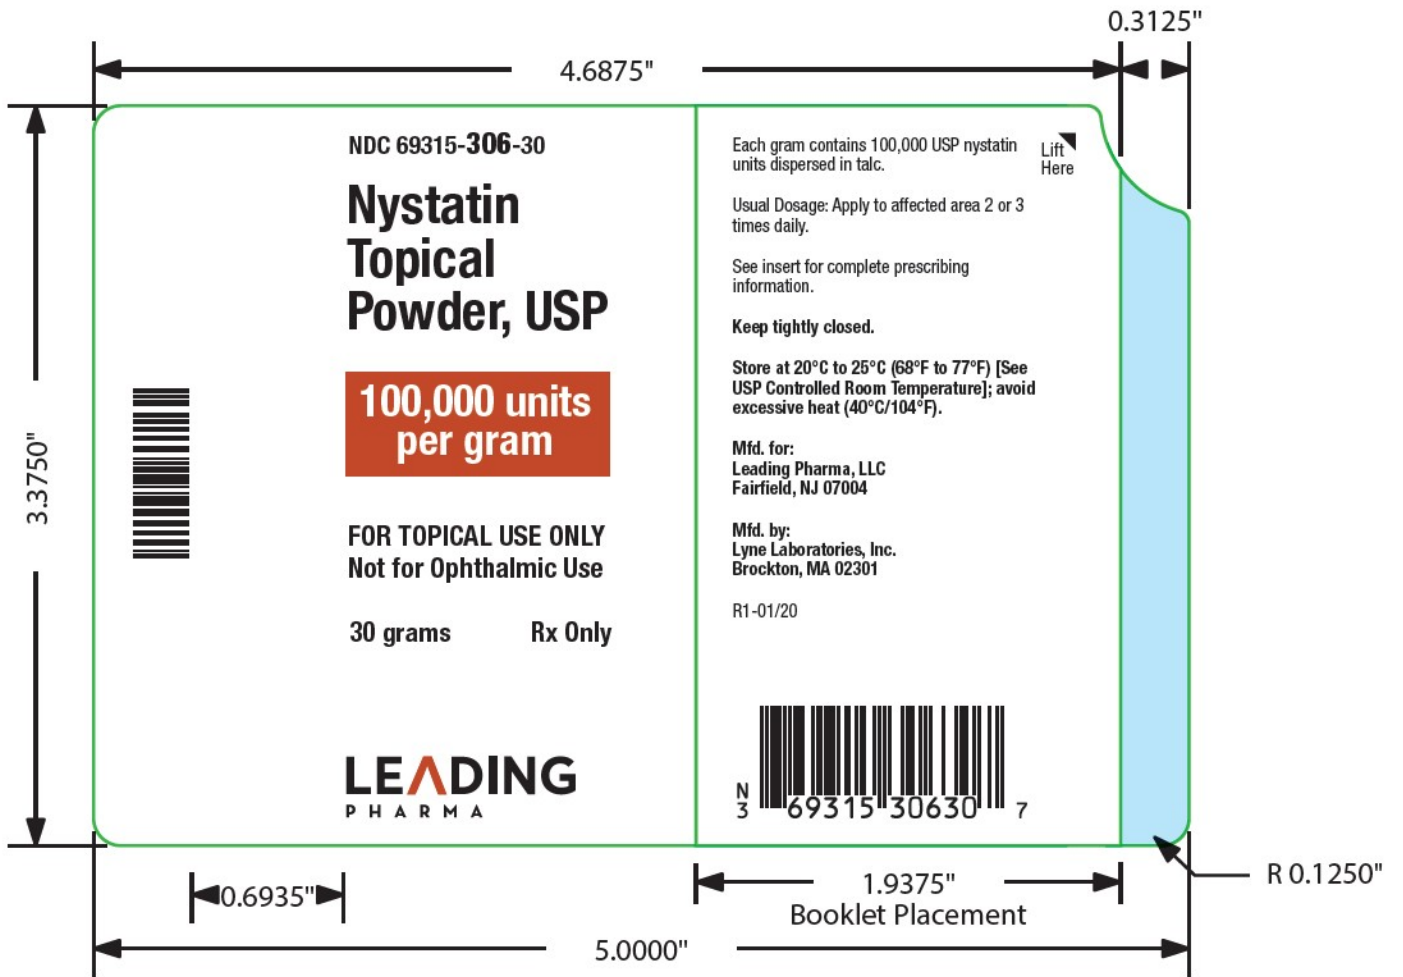 0.3125"
4.6875"
NDC 69315-306-30
Nystatin
Topical
Powder, USP
100,000 units
per gram
FOR TOPICAL USE ONLY
Not for Ophthalmic Use
30 grams Rx Only
LEADING
PHARMA
Each gram contains 100,000 USP nystatin
units dispersed in talc.
Usual Dosage: Apply to affected area 2 or 3
times daily.
See insert for complete prescribing
information.
Keep tightly closed.
Store at 20°C to 25°C (68°F to 77°F) [See
USP Controlled Room Temperature]; avoid
excessive heat (40°C/104°F).
Mfd. for:
Leading Pharma, LLC
Fairfield, NJ 07004
Mfd. by:
Lyne Laboratories, Inc.
Brockton, MA 02301
R1-01/20
Lift
Here
N
3 69315 30630 7
3.3750"
0.6935"
1.9375"
Booklet Placement
R 0.1250"
5.0000"